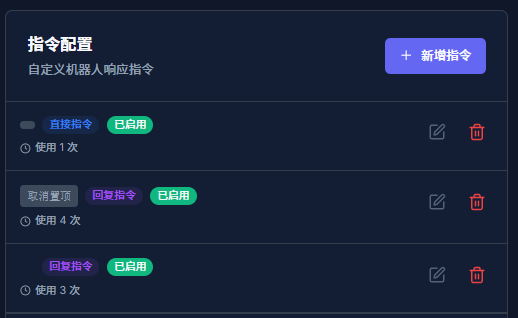 指令配置
自定义机器人响应指令
新增指令
直接指令 已启用
使用 1 次
取消置顶 回复指令 已启用
使用 4 次
回复指令 已启用
使用 3 次